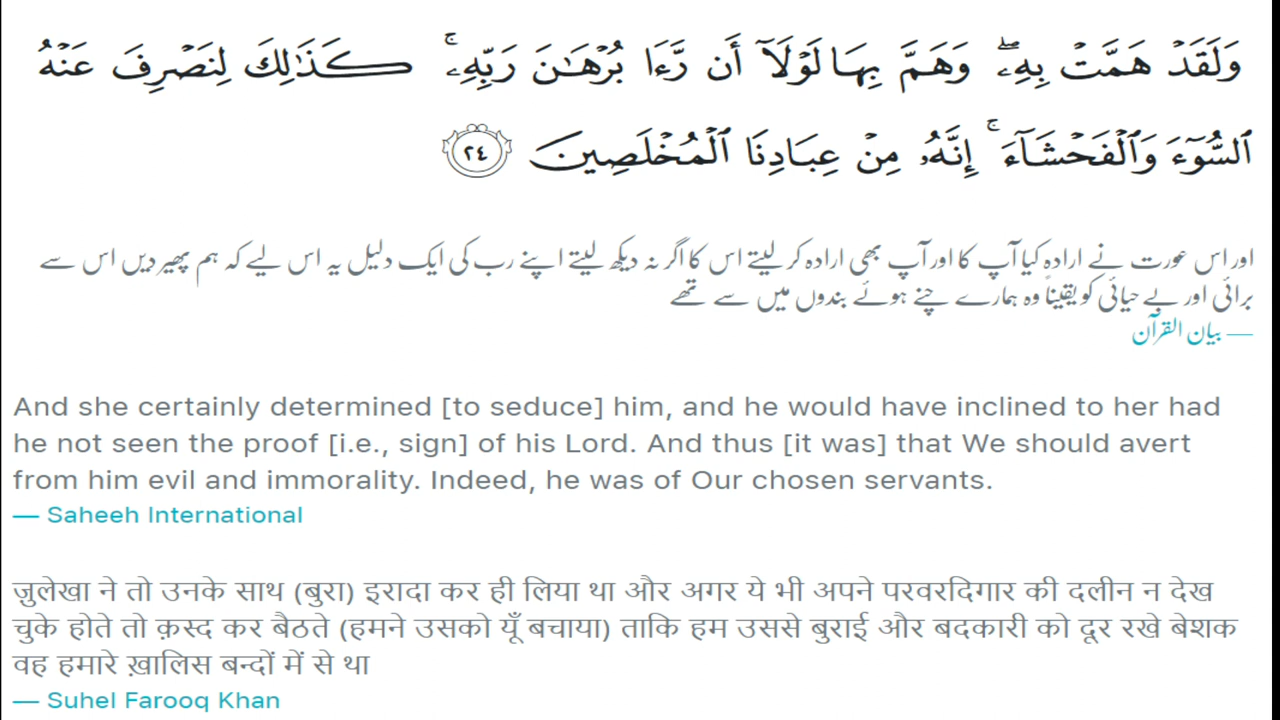 وَلَقَدۡ هَمَّتۡ بِهِۦۖ وَهَمَّ بِهَا لَوۡلَآ أَن رَّءَا بُرۡهَـٰنَ رَبِّهِۦۚ كَذَٰلِكَ لِنَصۡرِفَ عَنۡهُ
ٱلسُّوٓءَ وَٱلۡفَحۡشَآءَۚ إِنَّهُۥ مِنۡ عِبَادِنَا ٱلۡمُخۡلَصِينَ ٢٤
اور اس عورت نے ارادہ کیا آپ کا اور آپ بھی ارادہ کرلیتے اس کا اگر نہ دیکھ لیتے اپنے رب کی ایک دلیل یہ اس لیے کہ ہم پھیر دیں اس سے
برائی اور بےحیائی کو یقیناً وہ ہمارے چنے ہوئے بندوں میں سے تھے
— بیان القرآن
And she certainly determined [to seduce] him, and he would have inclined to her had
he not seen the proof [i.e., sign] of his Lord. And thus [it was] that We should avert
from him evil and immorality. Indeed, he was of Our chosen servants.
— Saheeh International
ज़ुलेखा ने तो उनके साथ (बुरा) इरादा कर ही लिया था और अगर ये भी अपने परवरदिगार की दलीन न देख
चुके होते तो क़स्द कर बैठते (हमने उसको यूँ बचाया) ताकि हम उससे बुराई और बदकारी को दूर रखे बेशक
वह हमारे ख़ालिस बन्दों में से था
— Suhel Farooq Khan